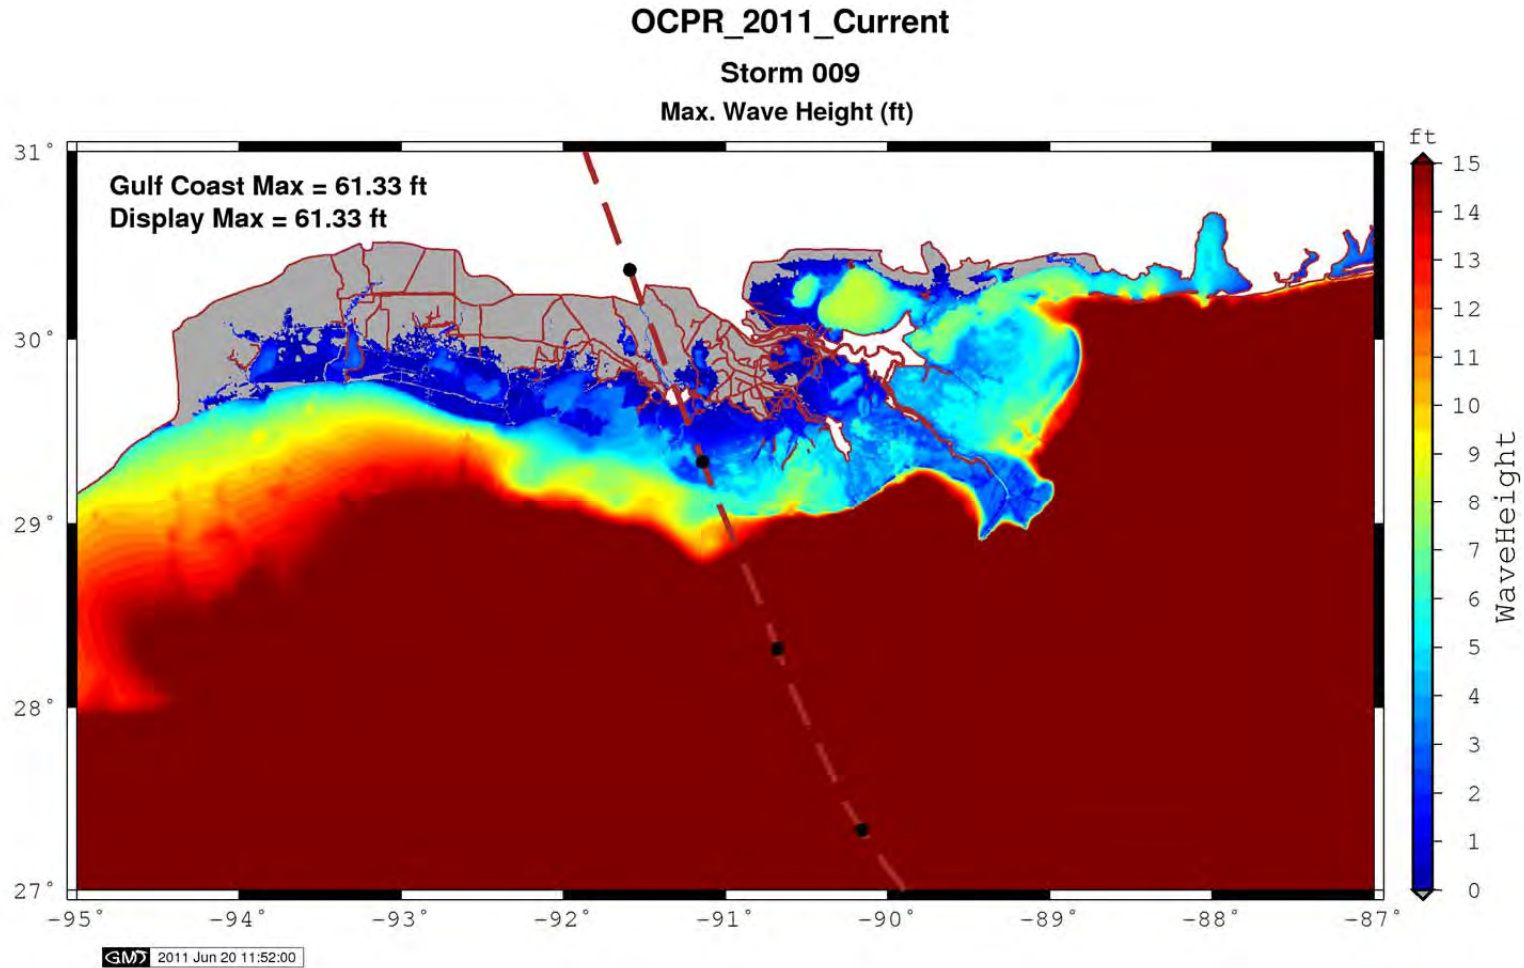 OCPR_2011_Current
Storm 009
Max. Wave Height (ft)
Gulf Coast Max = 61.33 ft
Display Max = 61.33 ft
31°
30°
29°
28°
27°
-95° -94° -93° -92° -91° -90° -89° -88° -87°
ft
15
14
13
12
11
10
9
8
7
6
5
4
3
2
1
0
WaveHeight
GMT 2011 Jun 20 11:52:00